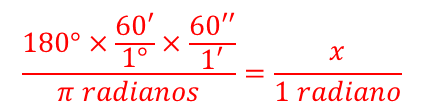 180° × 60′/1° × 60″/1′
π radianos
= x
1 radiano